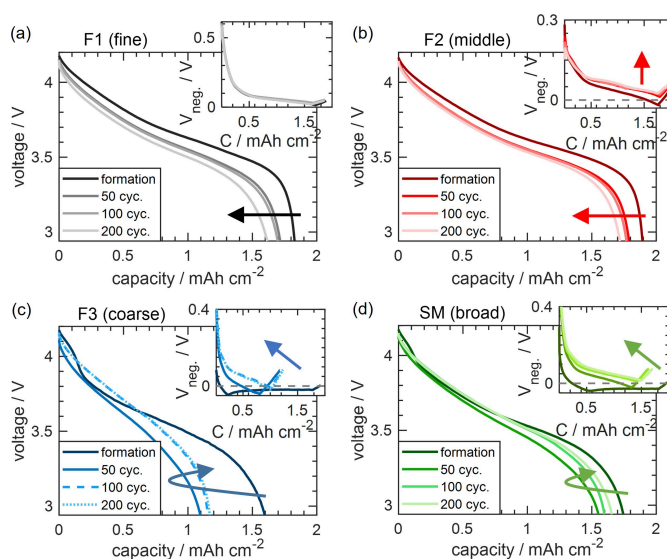 (a) F1 (fine)
0.5
0
V_neg. / V
0.5 1.5
C / mAh cm⁻²
4
3.5
3
voltage / V
formation
50 cyc.
100 cyc.
200 cyc.
0 0.5 1 1.5 2
capacity / mAh cm⁻²
(b) F2 (middle)
0.3
0
V_neg. / V
0.5 1.5
C / mAh cm⁻²
4
3.5
3
voltage / V
formation
50 cyc.
100 cyc.
200 cyc.
0 0.5 1 1.5 2
capacity / mAh cm⁻²
(c) F3 (coarse)
0.4
0
V_neg. / V
0.5 1.5
C / mAh cm⁻²
4
3.5
3
voltage / V
formation
50 cyc.
100 cyc.
200 cyc.
0 0.5 1 1.5 2
capacity / mAh cm⁻²
(d) SM (broad)
0.4
0
V_neg. / V
0.5 1.5
C / mAh cm⁻²
4
3.5
3
voltage / V
formation
50 cyc.
100 cyc.
200 cyc.
0 0.5 1 1.5 2
capacity / mAh cm⁻²